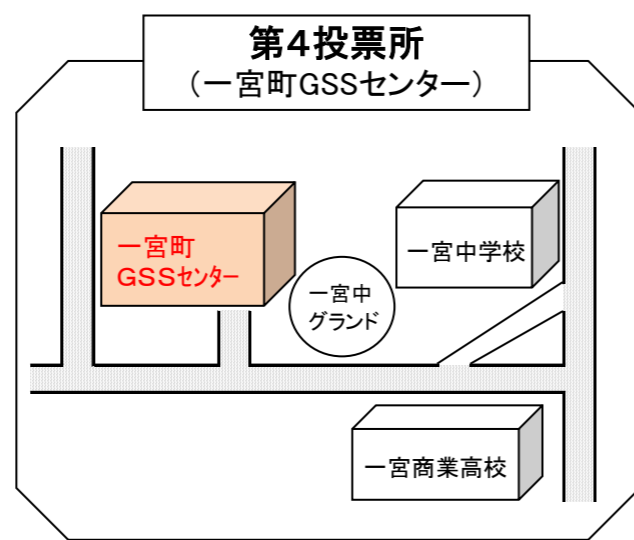 第4投票所
（一宮町GSSセンター）
一宮町
GSSセンター
一宮中学校
一宮中
グランド
一宮商業高校